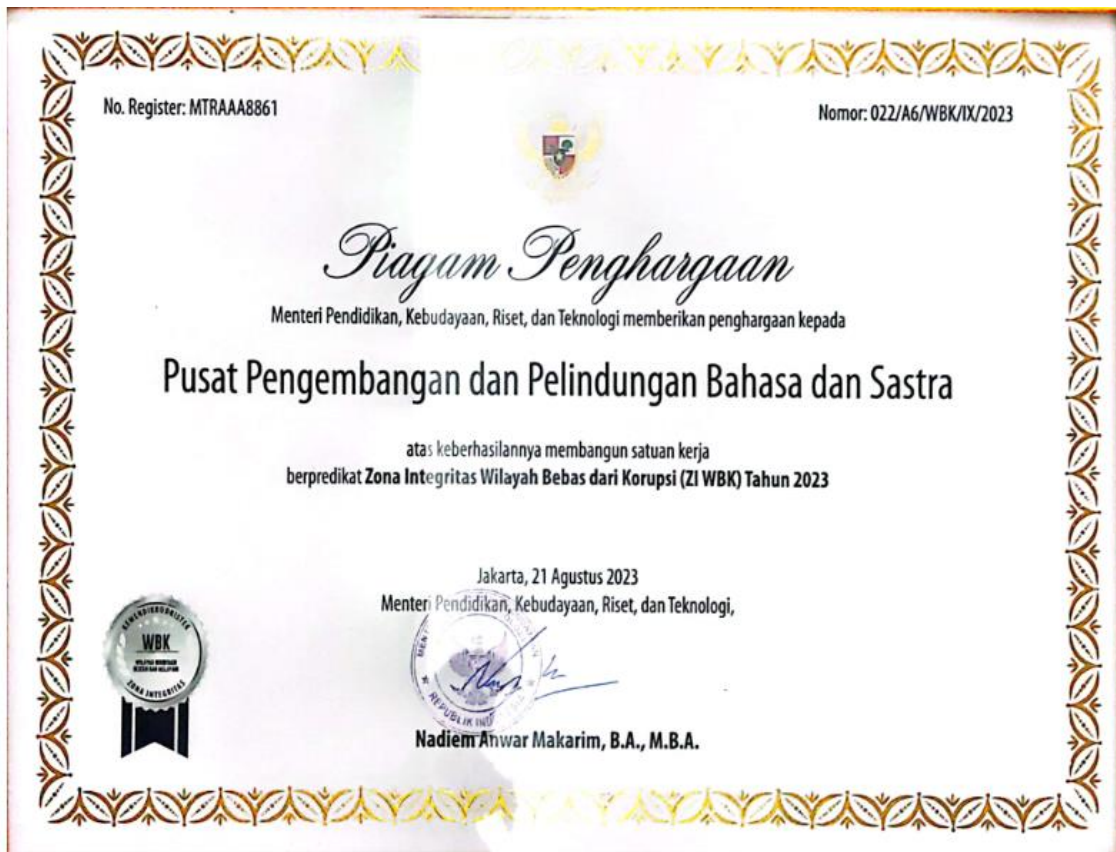 No. Register: MTRAAA8861
Nomor: 022/A6/WBK/IX/2023
Piagam Penghargaan
Menteri Pendidikan, Kebudayaan, Riset, dan Teknologi memberikan penghargaan kepada
Pusat Pengembangan dan Pelindungan Bahasa dan Sastra
atas keberhasilannya membangun satuan kerja
berpredikat Zona Integritas Wilayah Bebas dari Korupsi (ZI WBK) Tahun 2023
Jakarta, 21 Agustus 2023
Menteri Pendidikan, Kebudayaan, Riset, dan Teknologi,
REPUBLIK INDONESIA
Nadiem Anwar Makarim, B.A., M.B.A.
KEMENDIKBUDRISTEK
WBK
ZONA INTEGRITAS